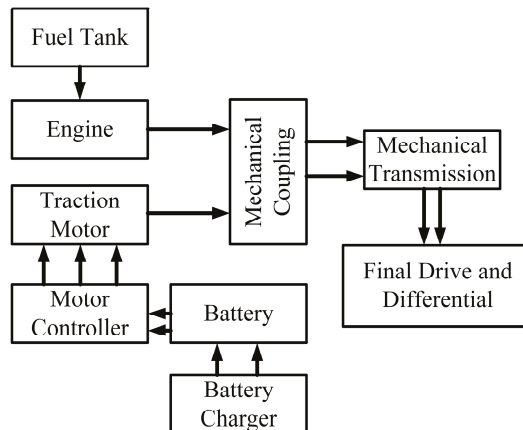 Fuel Tank
Engine
Mechanical
Coupling
Mechanical
Transmission
Traction
Motor
Final Drive and
Differential
Motor
Controller
Battery
Battery
Charger